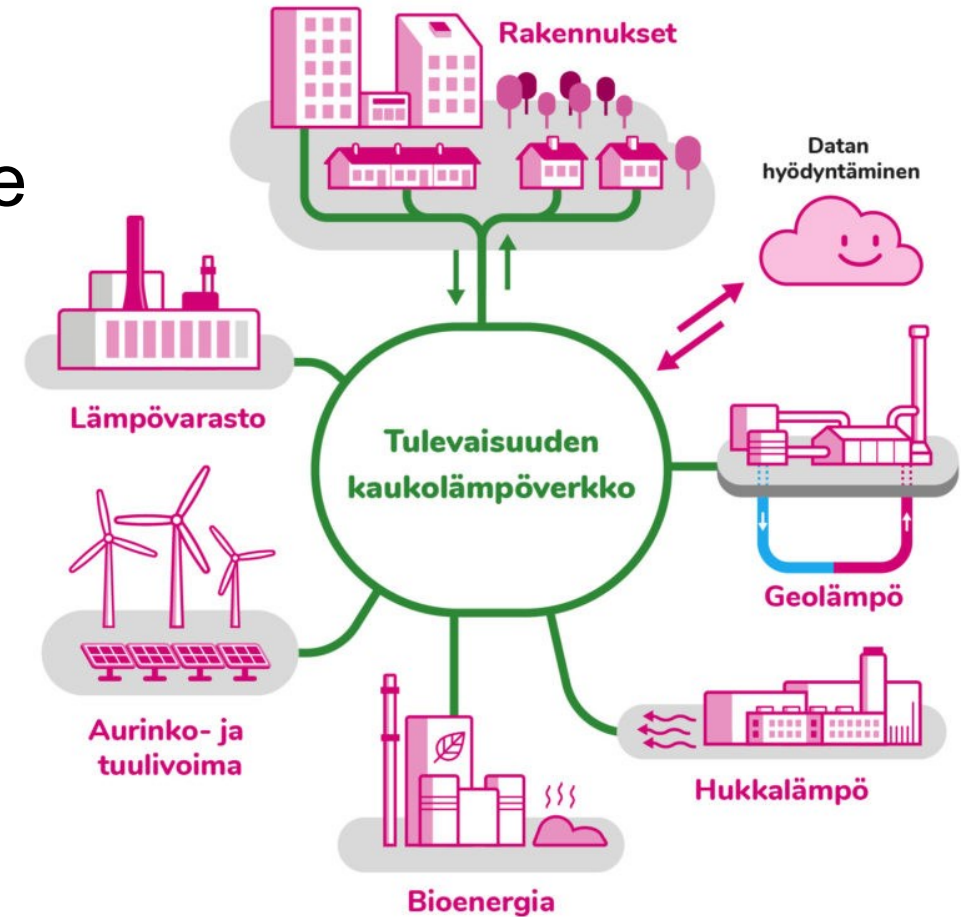 e
Rakennukset
Datan
hyödyntäminen
Lämpövarasto
Tulevaisuuden
kaukolämpöverkko
Geolämpö
Aurinko- ja
tuulivoima
Hukkalämpö
Bioenergia